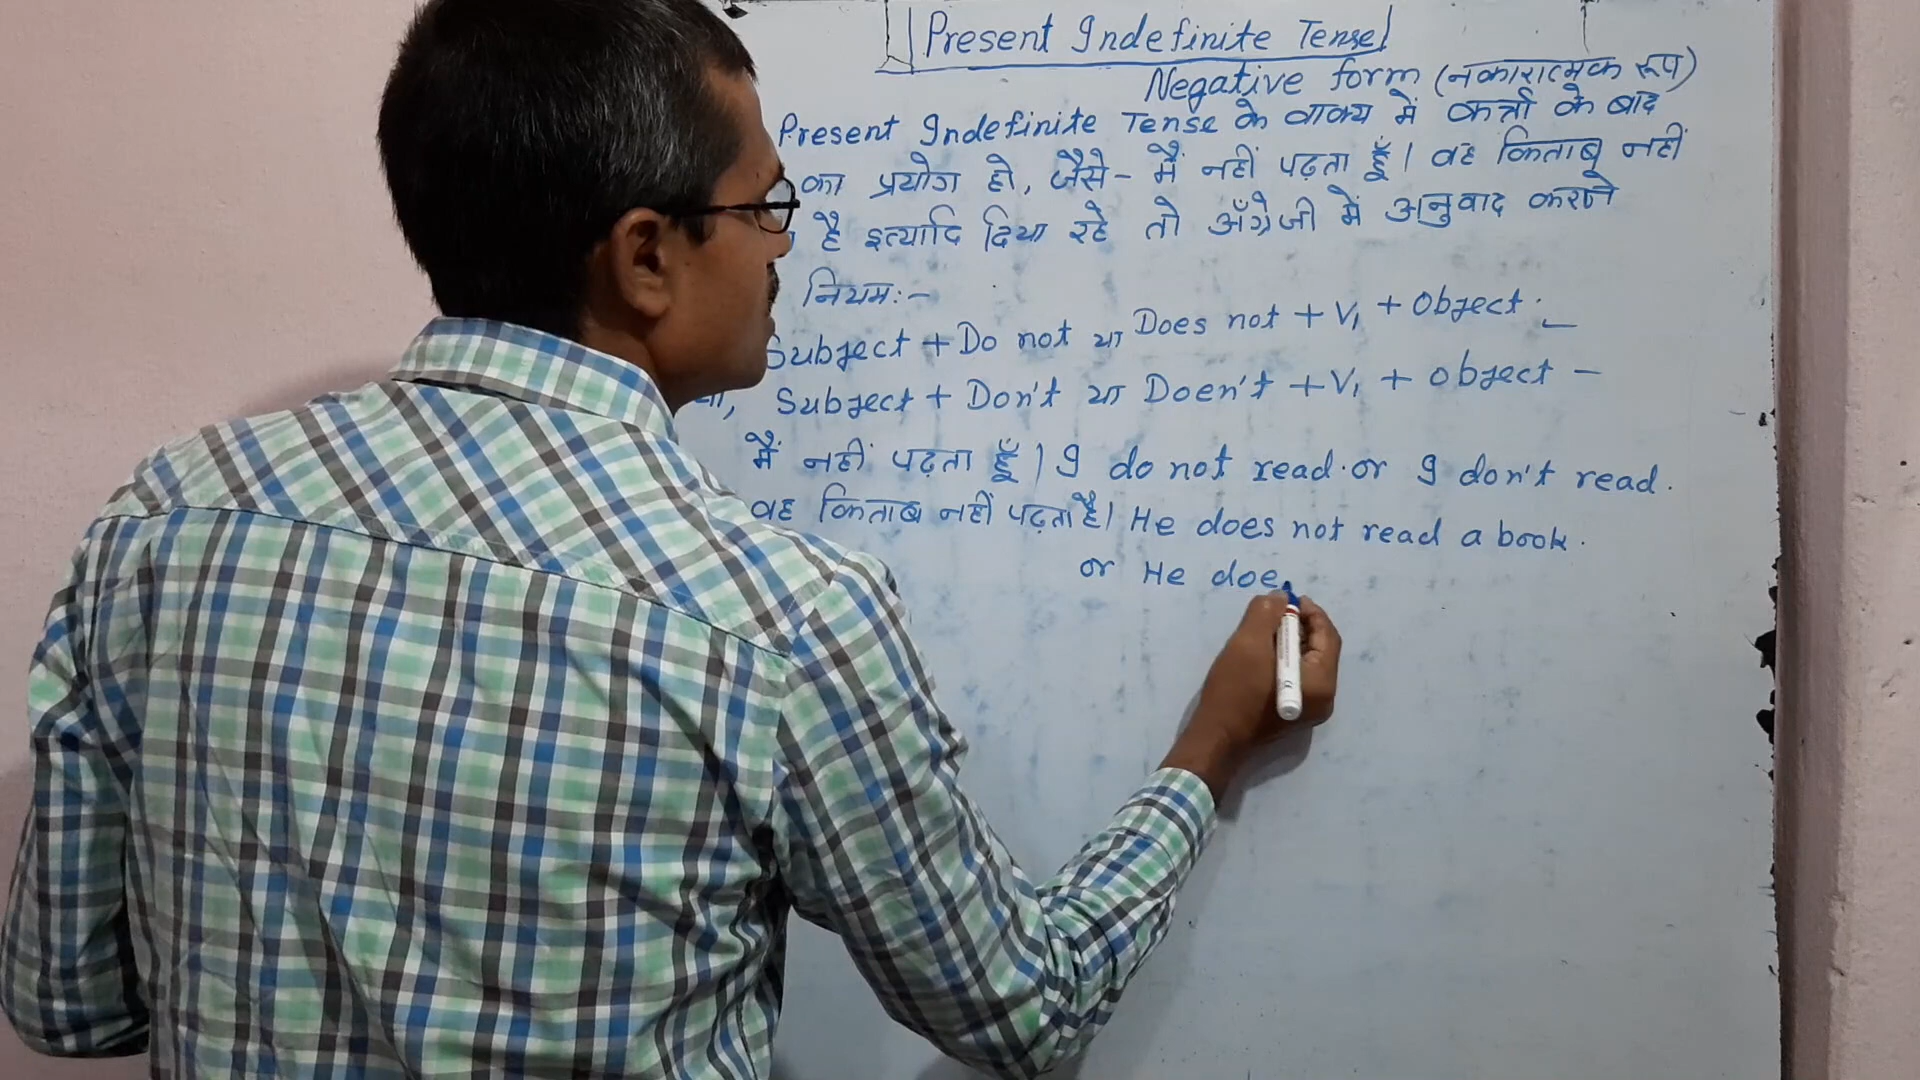 Present Indefinite Tense
Negative form (नकारात्मक रूप)
Present Indefinite Tense के वाक्य में कर्त्ता के बाद
का प्रयोग हो, जैसे- मैं नहीं पढ़ता हूँ। वह किताब नहीं
है इत्यादि दिया रहे तो अँग्रेजी में अनुवाद करने
नियम:-
Subject + Do not या Does not + V1 + Object.
Subject + Don't या Doen't + V1 + object -
मैं नहीं पढ़ता हूँ। I do not read. or I don't read.
वह किताब नहीं पढ़ता है। He does not read a book.
or He doe